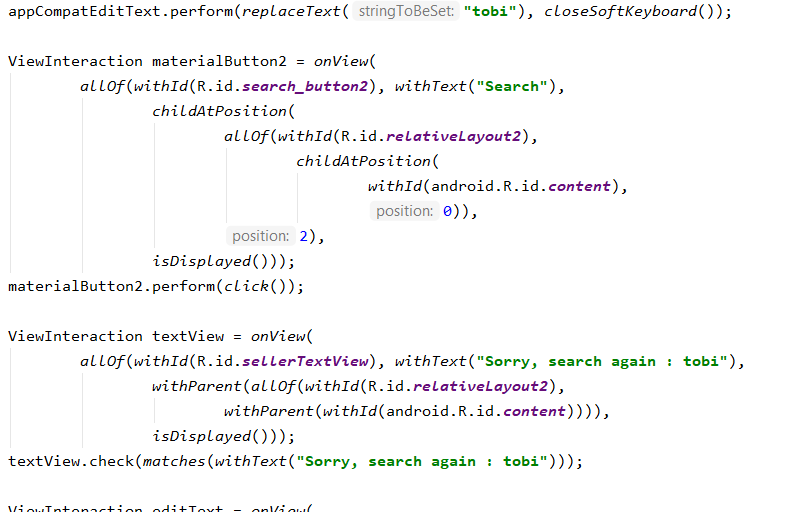 appCompatEditText.perform(replaceText( stringToBeSet: "tobi"), closeSoftKeyboard());
ViewInteraction materialButton2 = onView(
allOf(withId(R.id.search_button2), withText("Search"),
childAtPosition(
allOf(withId(R.id.relativeLayout2),
childAtPosition(
withId(android.R.id.content),
position: 0)),
position: 2),
isDisplayed()));
materialButton2.perform(click());
ViewInteraction textView = onView(
allOf(withId(R.id.sellerTextView), withText("Sorry, search again : tobi"),
withParent(allOf(withId(R.id.relativeLayout2),
withParent(withId(android.R.id.content)))),
isDisplayed()));
textView.check(matches(withText("Sorry, search again : tobi")));
ViewInteraction editText = onView(